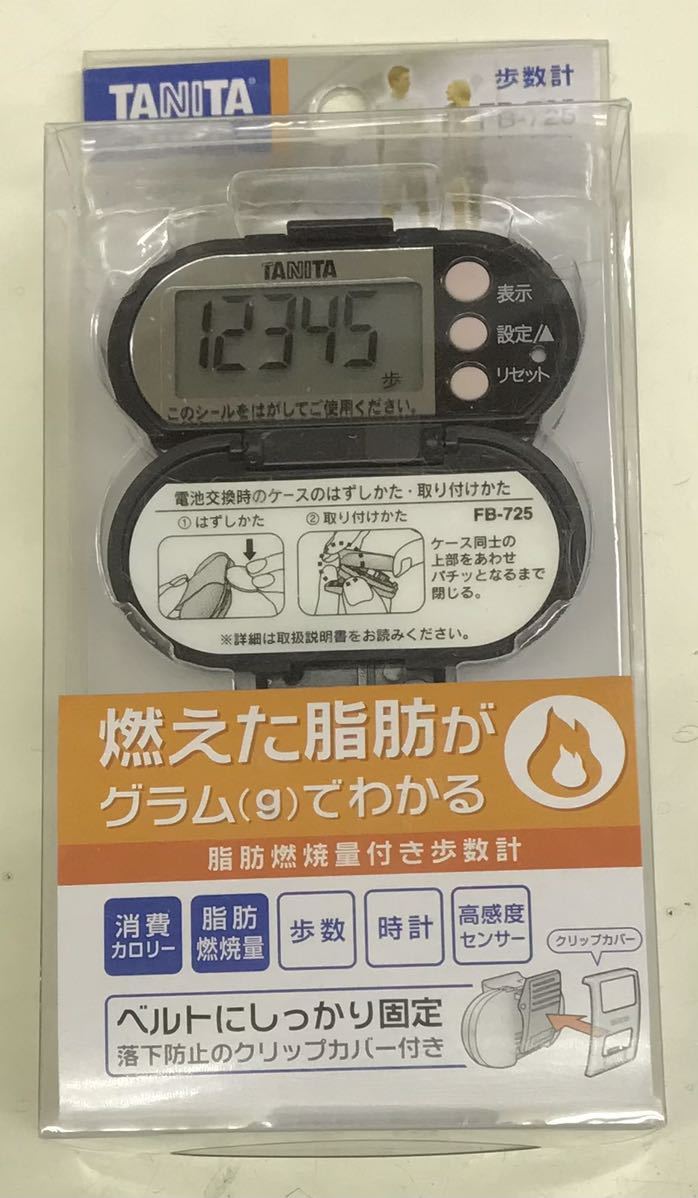 TANITA®
歩数計
FB-725
TANITA
12345
歩
表示
設定/▲
リセット
このシールをはがしてご使用ください。
電池交換時のケースのはずしかた・取り付けかた
FB-725
①はずしかた
②取り付けかた
ケース同士の
上部をあわせ
パチッとなるまで
閉じる。
※詳細は取扱説明書をお読みください。
燃えた脂肪が
グラム(g)でわかる
脂肪燃焼量付き歩数計
消費
カロリー
脂肪
燃焼量
歩数
時計
高感度
センサー
クリップカバー
ベルトにしっかり固定
落下防止のクリップカバー付き